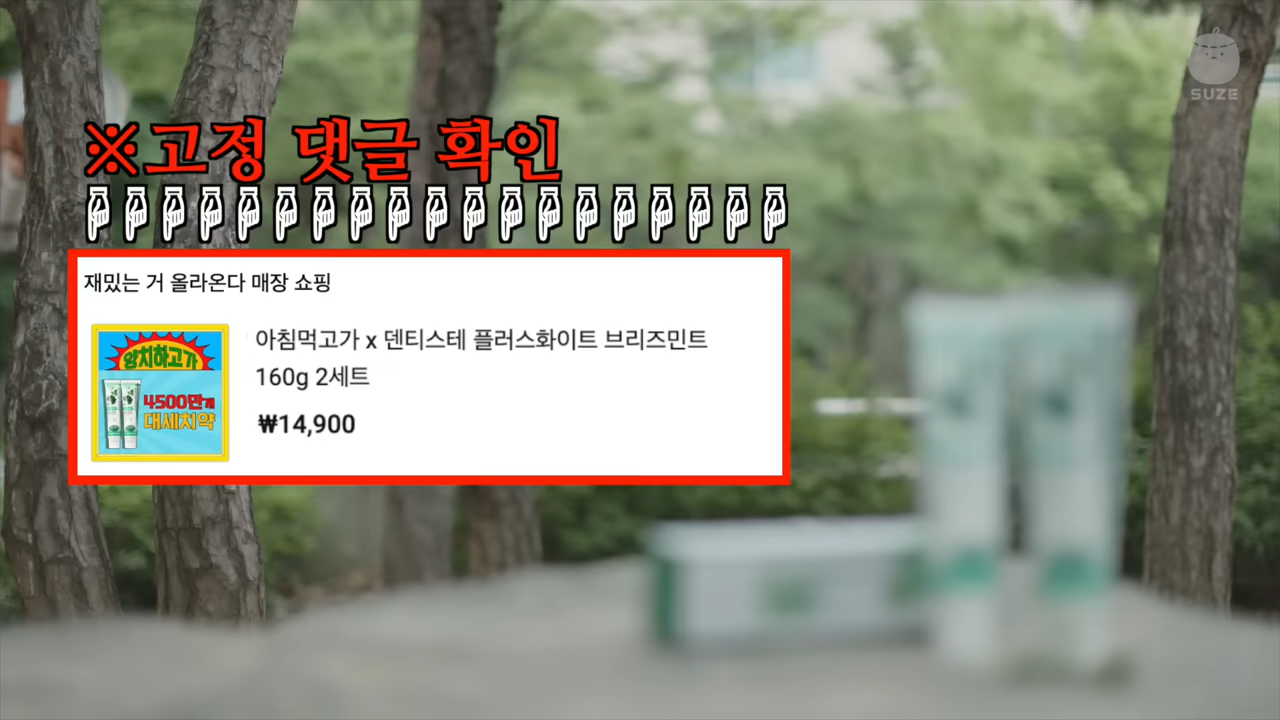 SUZE
※고정 댓글 확인
재밌는 거 올라온다 매장 쇼핑
아침먹고가 x 덴티스테 플러스화이트 브리즈민트
160g 2세트
₩14,900
왕치하고가
4500만개
대세치약